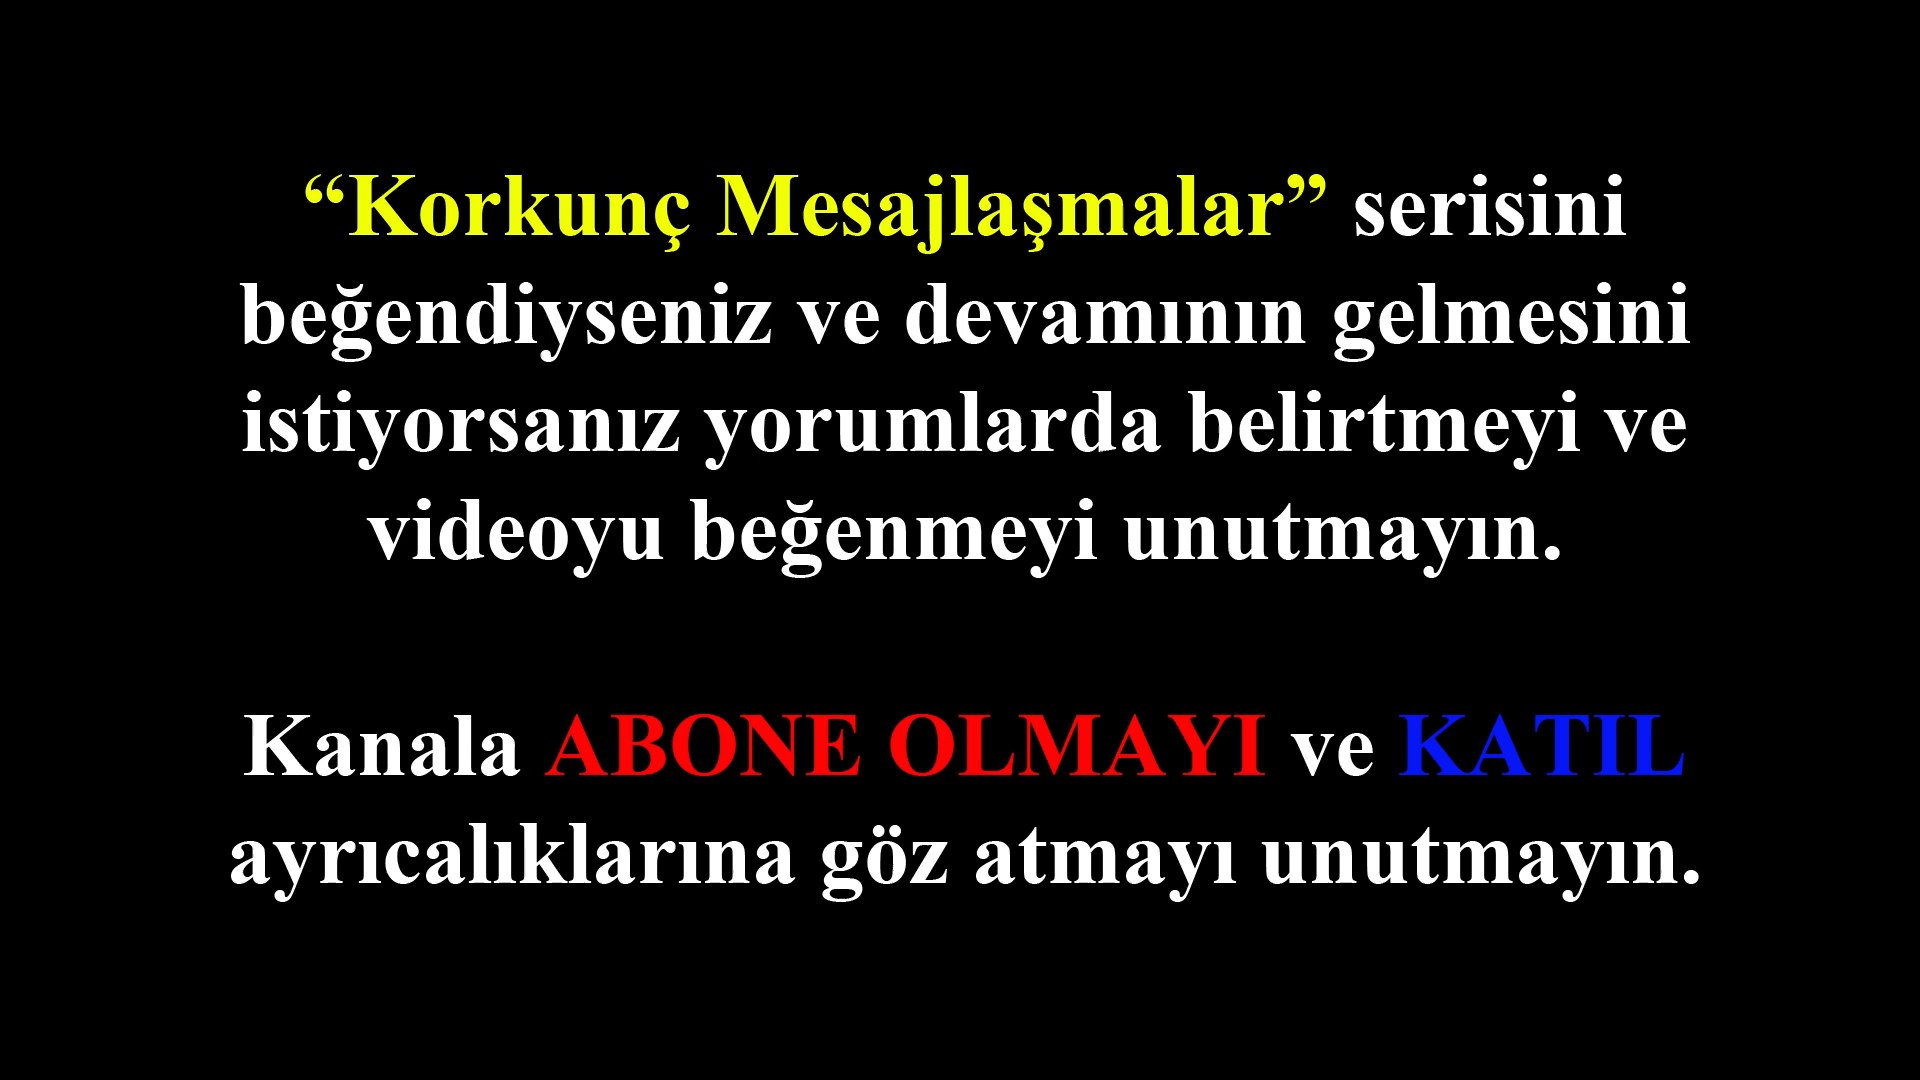 “Korkunç Mesajlaşmalar” serisini
beğendiyseniz ve devamının gelmesini
istiyorsanız yorumlarda belirtmeyi ve
videoyu beğenmeyi unutmayın.
Kanala ABONE OLMAYI ve KATIL
ayrıcalıklarına göz atmayı unutmayın.